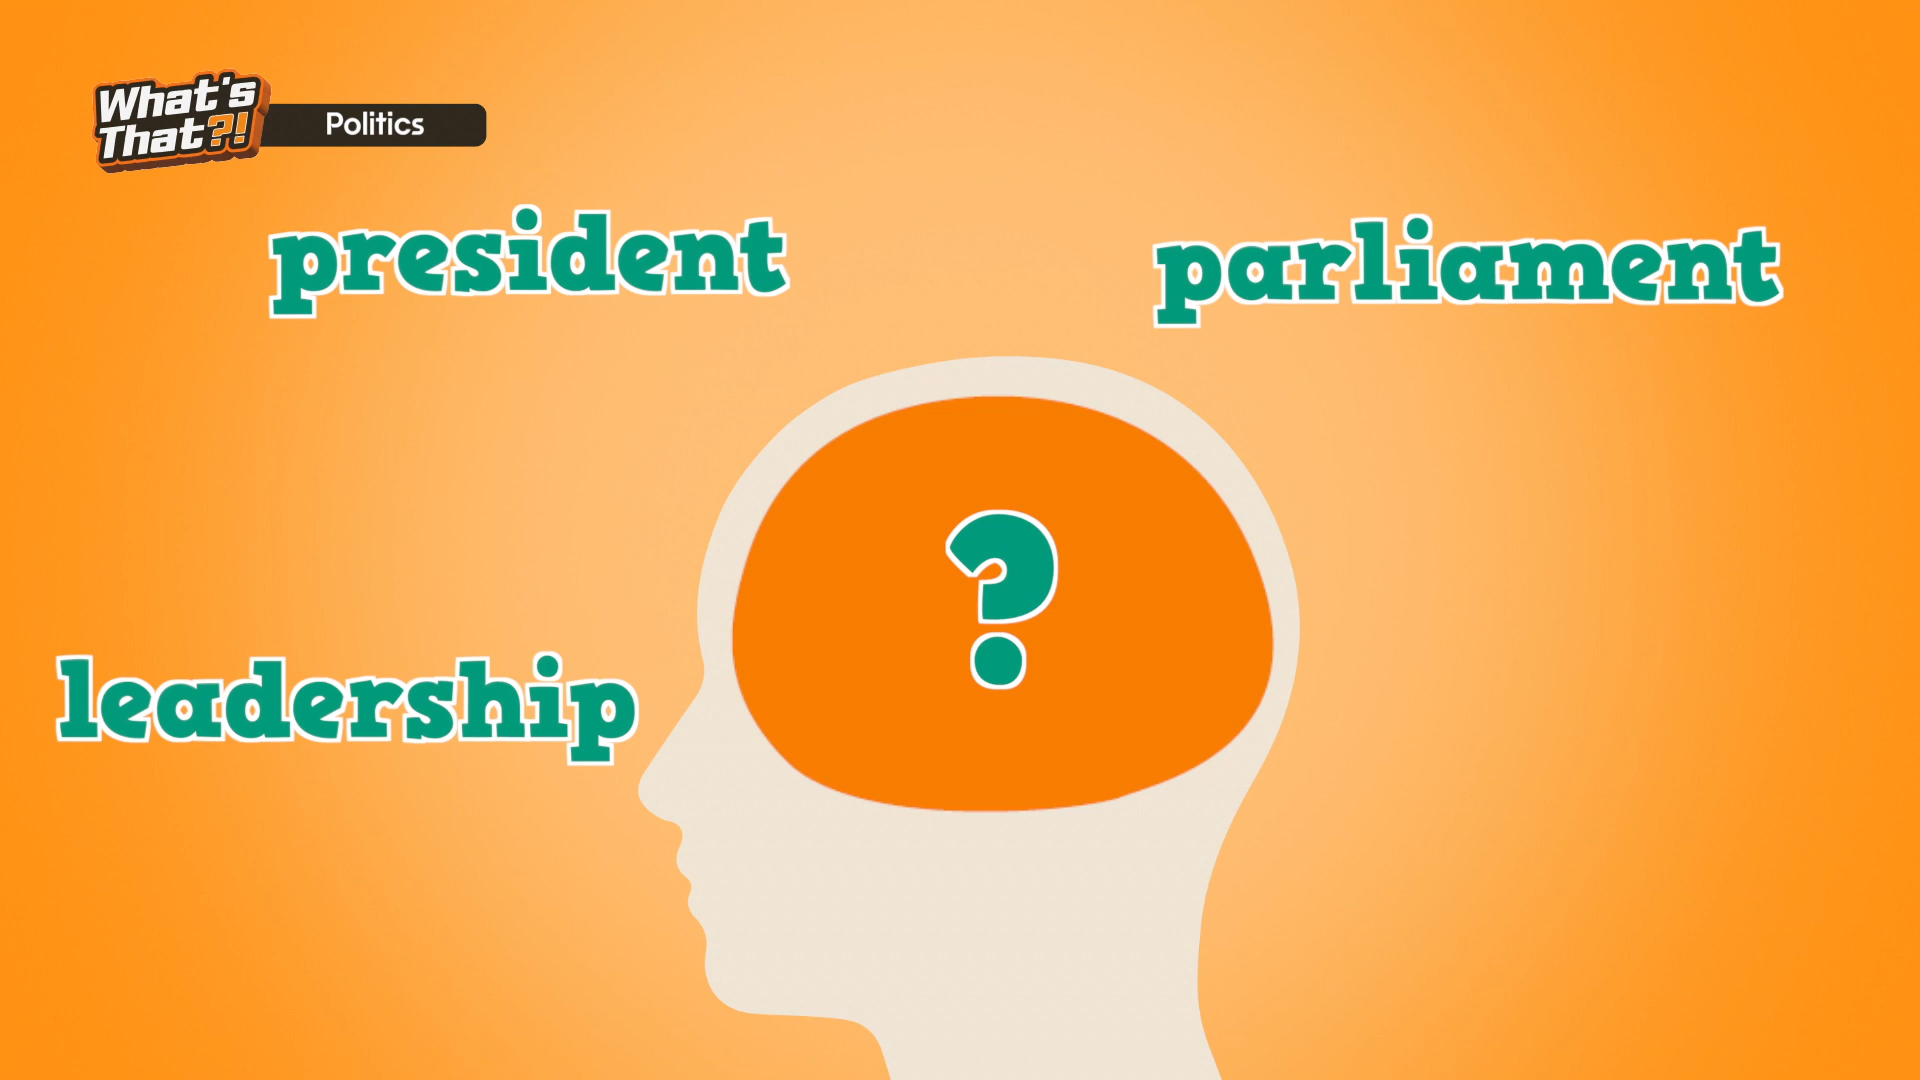 What's
That?!
Politics
president
parliament
leadership
?